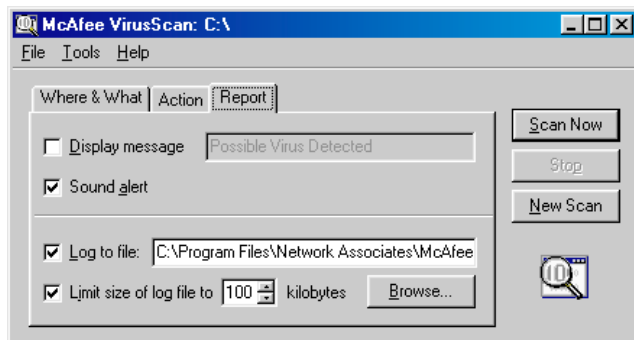 McAfee VirusScan: C:\
File Tools Help
Where & What Action Report
Display message Possible Virus Detected
Sound alert
Log to file: C:\Program Files\Network Associates\McAfee
Limit size of log file to 100 kilobytes Browse...
Scan Now
Stop
New Scan